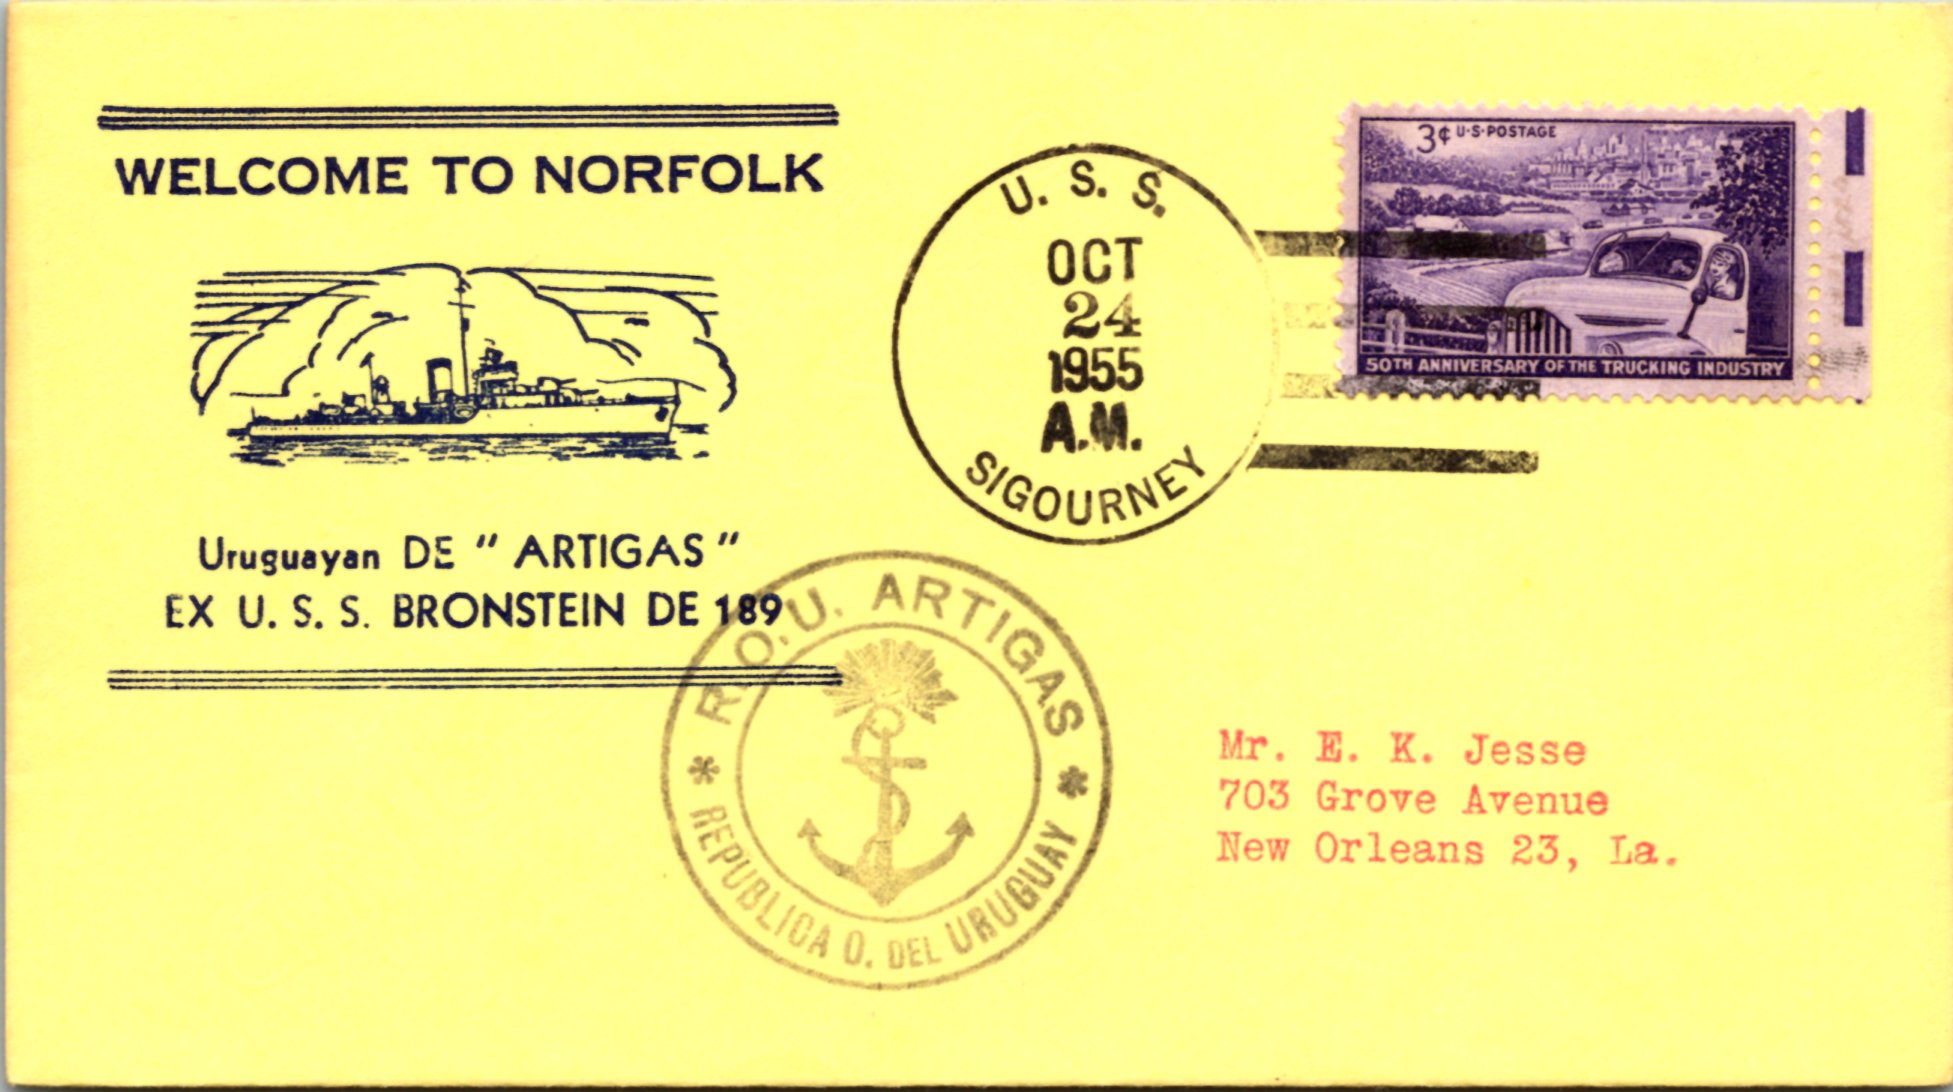 WELCOME TO NORFOLK
Uruguayan DE " ARTIGAS "
EX U. S. S. BRONSTEIN DE 189
U. S. S.
OCT
24
1955
A.M.
SIGOURNEY
3¢ U·S·POSTAGE
50TH ANNIVERSARY OF THE TRUCKING INDUSTRY
R.O.U. ARTIGAS
* REPUBLICA O. DEL URUGUAY *
Mr. E. K. Jesse
703 Grove Avenue
New Orleans 23, La.